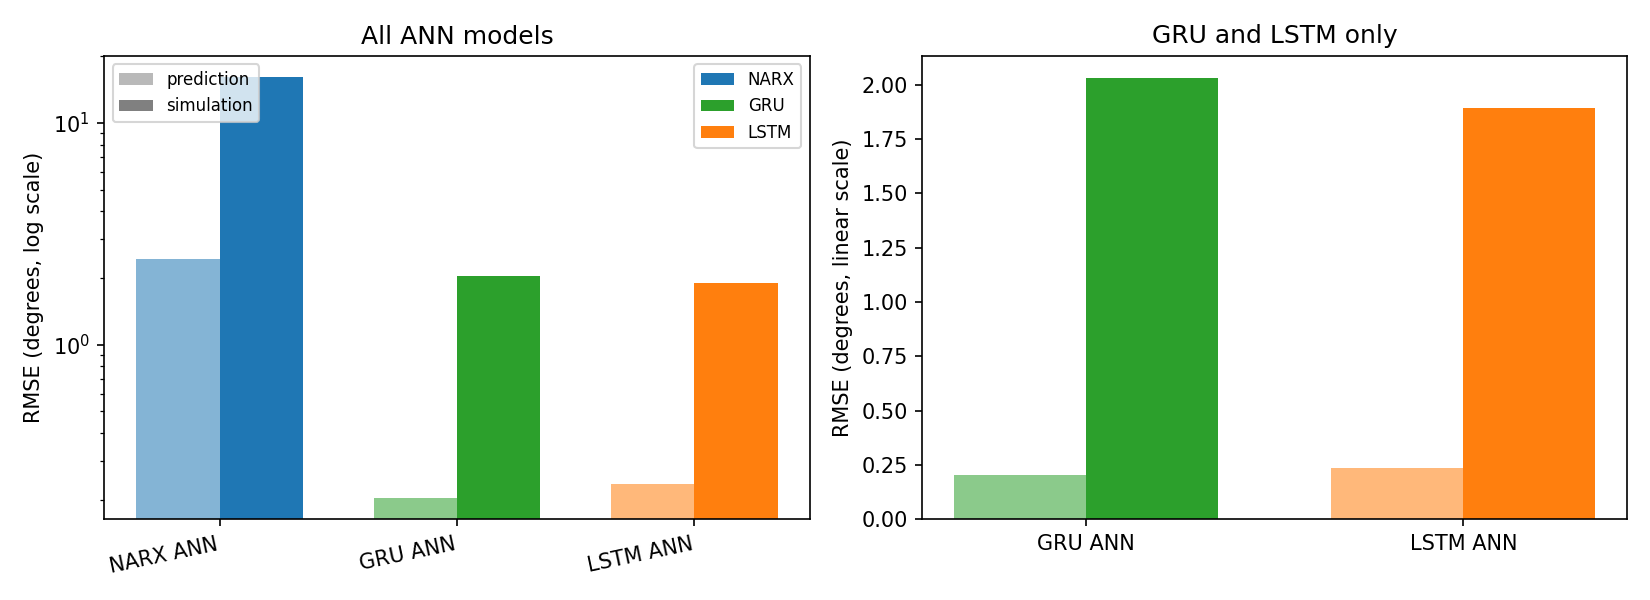 All ANN models
prediction
simulation
NARX
GRU
LSTM
RMSE (degrees, log scale)
10¹
10⁰
NARX ANN
GRU ANN
LSTM ANN
GRU and LSTM only
RMSE (degrees, linear scale)
2.00
1.75
1.50
1.25
1.00
0.75
0.50
0.25
0.00
GRU ANN
LSTM ANN